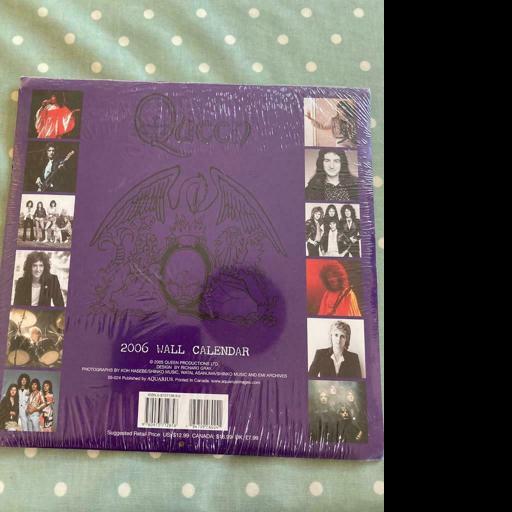 Queen
2006 WALL CALENDAR
© 2005 QUEEN PRODUCTIONS LTD.
DESIGN BY RICHARD GRAY.
PHOTOGRAPHS BY KOH HASEBE/SHINKO MUSIC, WATAL ASANUMA/SHINKO MUSIC AND EMI ARCHIVES
Published by AQUARIUS. Printed in Canada. www.aquariusimages.com
Suggested Retail Price: US/$12.99 CANADA: $16.99 UK: £7.99